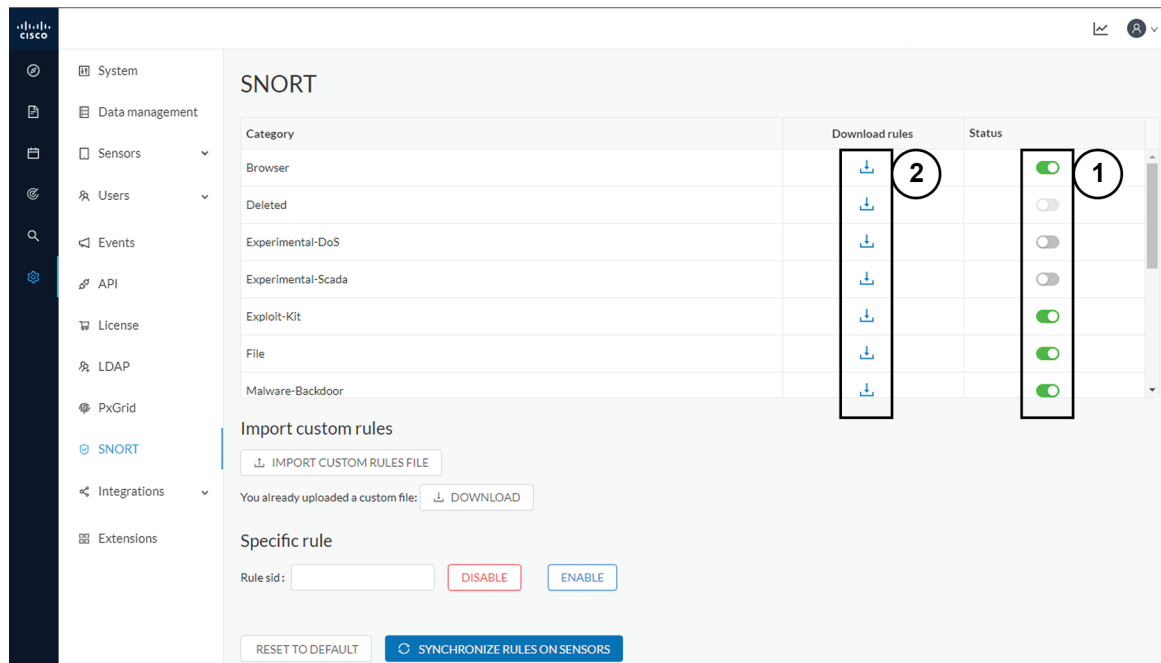 CISCO
System
Data management
Sensors
Users
Events
API
License
LDAP
PxGrid
SNORT
Integrations
Extensions
SNORT
Category Download rules Status
Browser 2 1
Deleted
Experimental-DoS
Experimental-Scada
Exploit-Kit
File
Malware-Backdoor
Import custom rules
IMPORT CUSTOM RULES FILE
You already uploaded a custom file: DOWNLOAD
Specific rule
Rule sid : DISABLE ENABLE
RESET TO DEFAULT SYNCHRONIZE RULES ON SENSORS